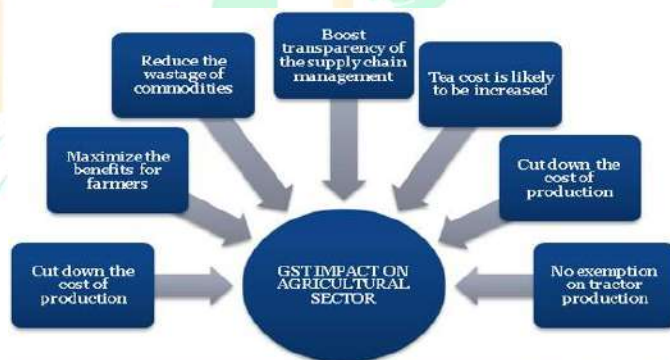 Boost
transparency of
the supply chain
management
Reduce the
wastage of
commodities
Tea cost is likely
to be increased
Maximize the
benefits for
farmers
Cut down the
cost of
production
Cut down the
cost of
production
GST IMPACT ON
AGRICULTURAL
SECTOR
No exemption
on tractor
production